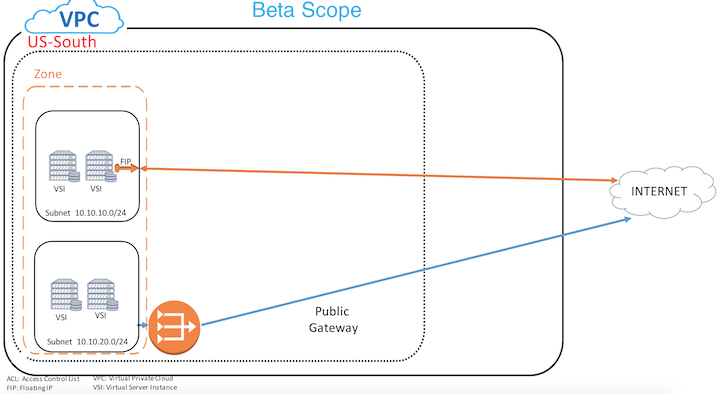 Beta Scope
VPC
US-South
Zone
FIP
VSI VSI
Subnet 10.10.10.0/24
INTERNET
VSI VSI
Subnet 10.10.20.0/24
Public
Gateway
ACL: Access Control List VPC: Virtual Private Cloud
FIP: Floating IP VSI: Virtual Server Instance